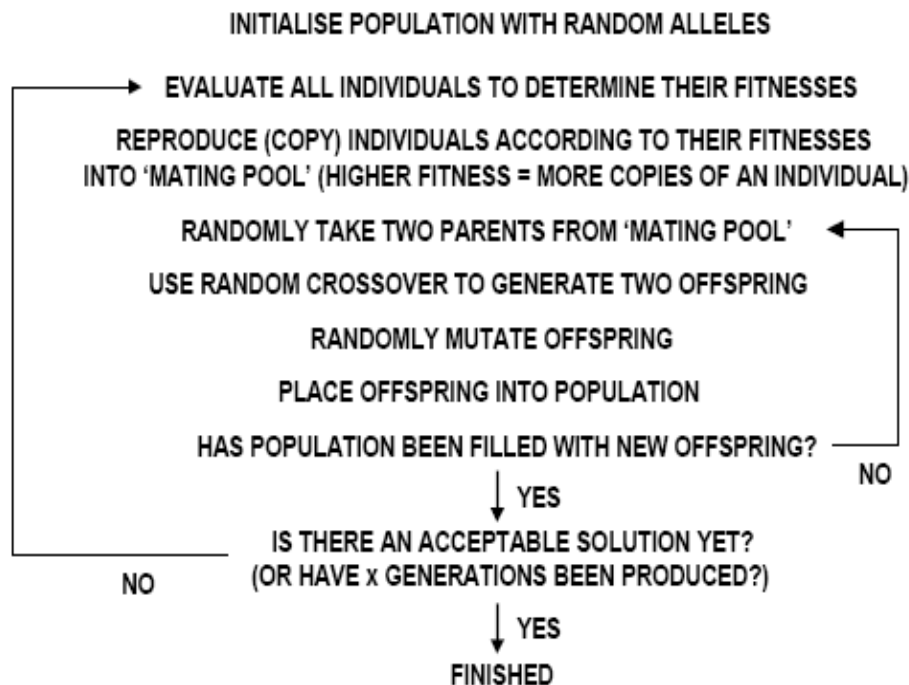 INITIALISE POPULATION WITH RANDOM ALLELES
EVALUATE ALL INDIVIDUALS TO DETERMINE THEIR FITNESSES
REPRODUCE (COPY) INDIVIDUALS ACCORDING TO THEIR FITNESSES
INTO ‘MATING POOL’ (HIGHER FITNESS = MORE COPIES OF AN INDIVIDUAL)
RANDOMLY TAKE TWO PARENTS FROM ‘MATING POOL’
USE RANDOM CROSSOVER TO GENERATE TWO OFFSPRING
RANDOMLY MUTATE OFFSPRING
PLACE OFFSPRING INTO POPULATION
HAS POPULATION BEEN FILLED WITH NEW OFFSPRING?
NO
YES
IS THERE AN ACCEPTABLE SOLUTION YET?
(OR HAVE x GENERATIONS BEEN PRODUCED?)
NO
YES
FINISHED